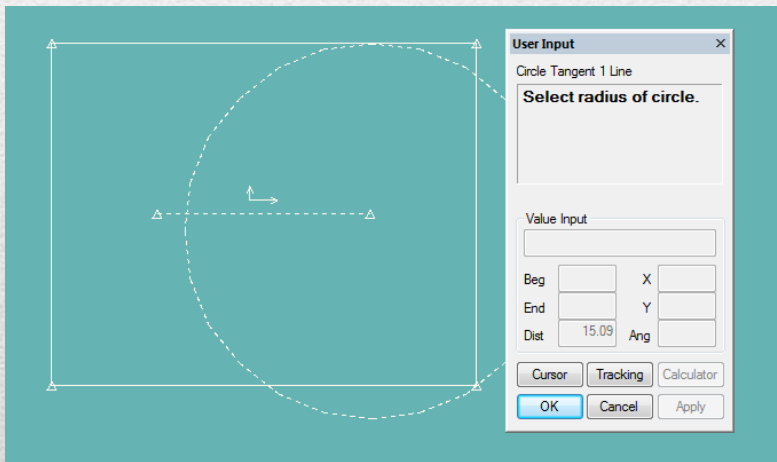 User Input
Circle Tangent 1 Line
Select radius of circle.
Value Input
Beg X
End Y
Dist 15.09 Ang
Cursor Tracking Calculator
OK Cancel Apply